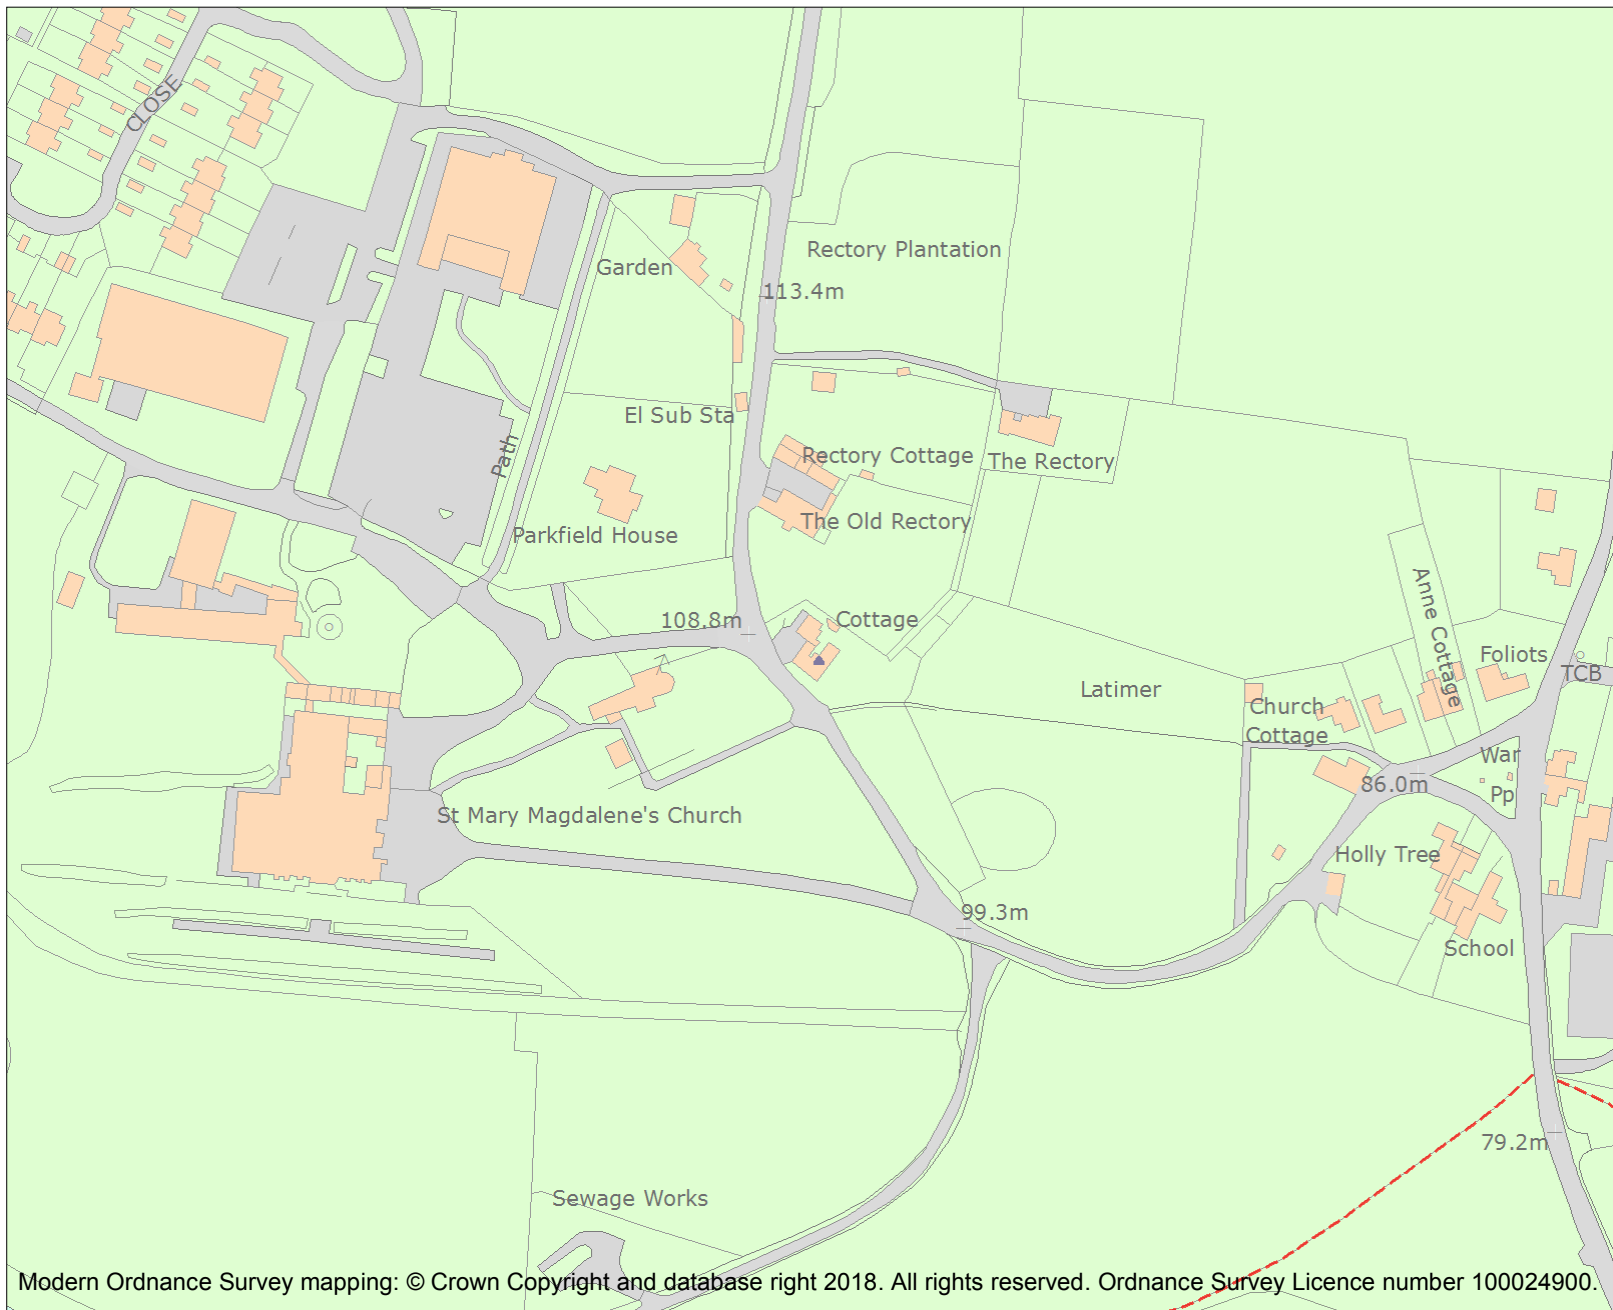 CLOSE
Rectory Plantation
Garden
113.4m
El Sub Sta
Path
Rectory Cottage
The Rectory
The Old Rectory
Parkfield House
Anne Cottage
108.8m
Cottage
Foliots
TCB
Latimer
Church
Cottage
War
86.0m
Pp
St Mary Magdalene's Church
Holly Tree
99.3m
School
79.2m
Sewage Works
Modern Ordnance Survey mapping: © Crown Copyright and database right 2018. All rights reserved. Ordnance Survey Licence number 100024900.